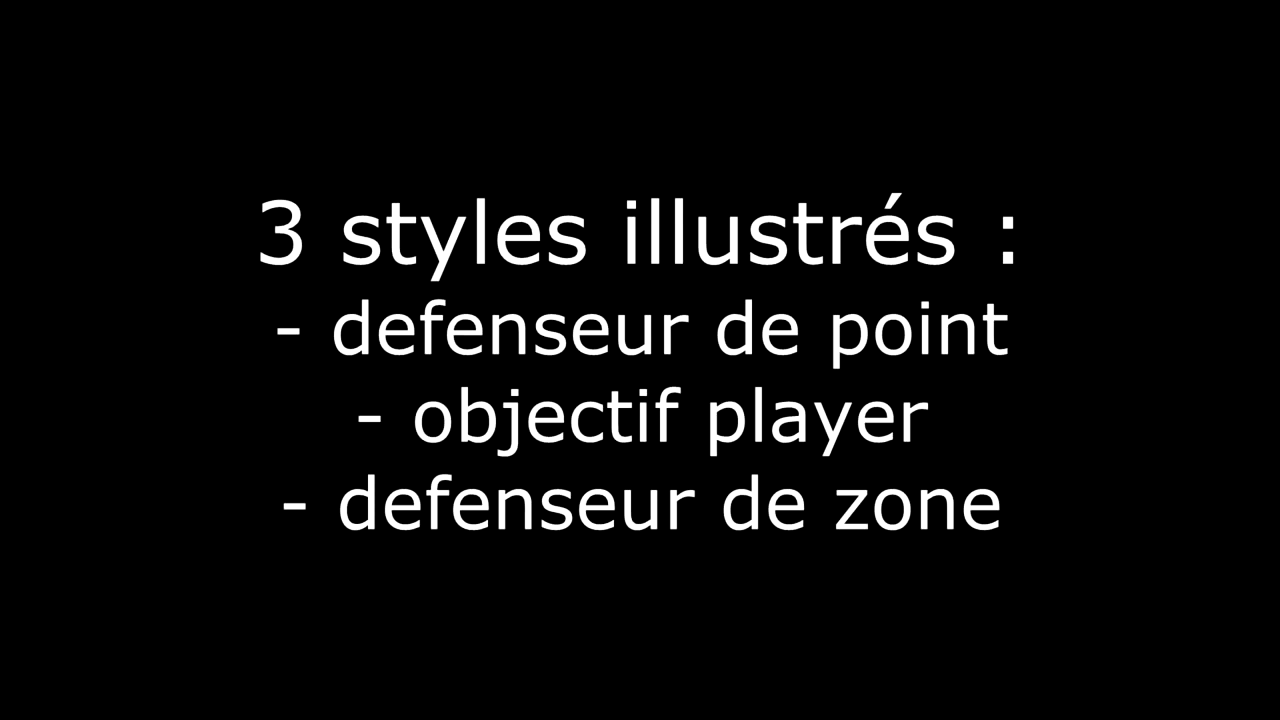 3 styles illustrés :
- defenseur de point
- objectif player
- defenseur de zone